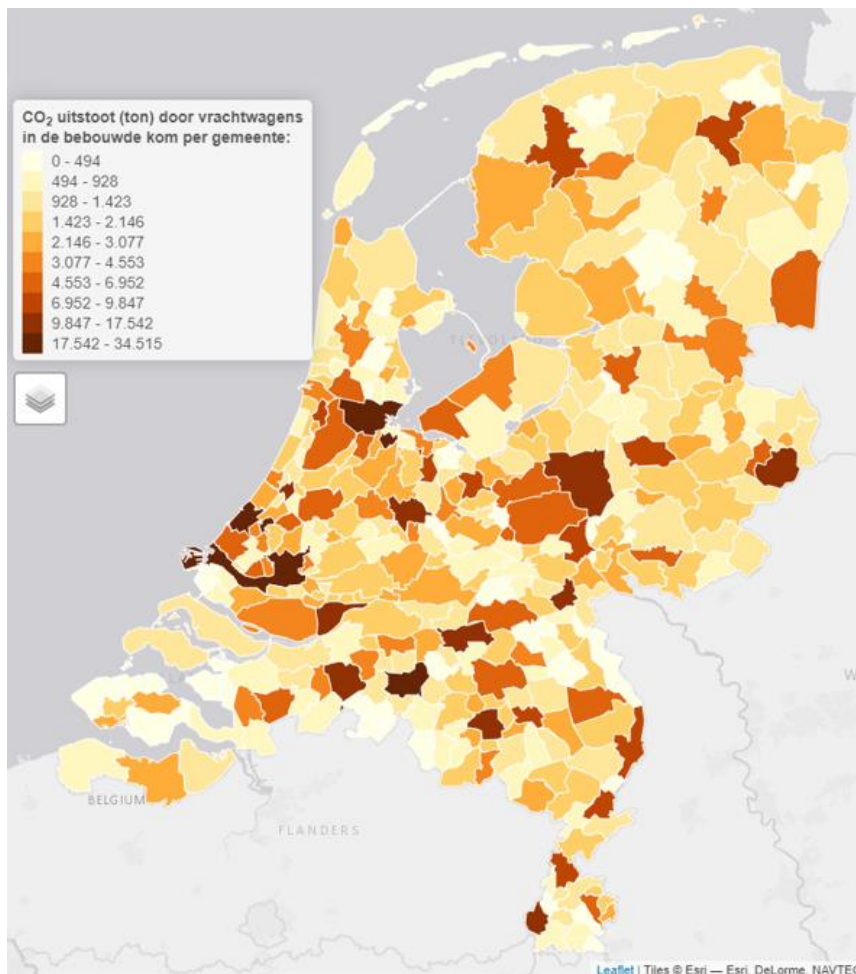 CO₂ uitstoot (ton) door vrachtwagens
in de bebouwde kom per gemeente:
0 - 494
494 - 928
928 - 1.423
1.423 - 2.146
2.146 - 3.077
3.077 - 4.553
4.553 - 6.952
6.952 - 9.847
9.847 - 17.542
17.542 - 34.515
BELGIUM
FLANDERS
W
Leaflet | Tiles © Esri — Esri, DeLorme, NAVTEQ